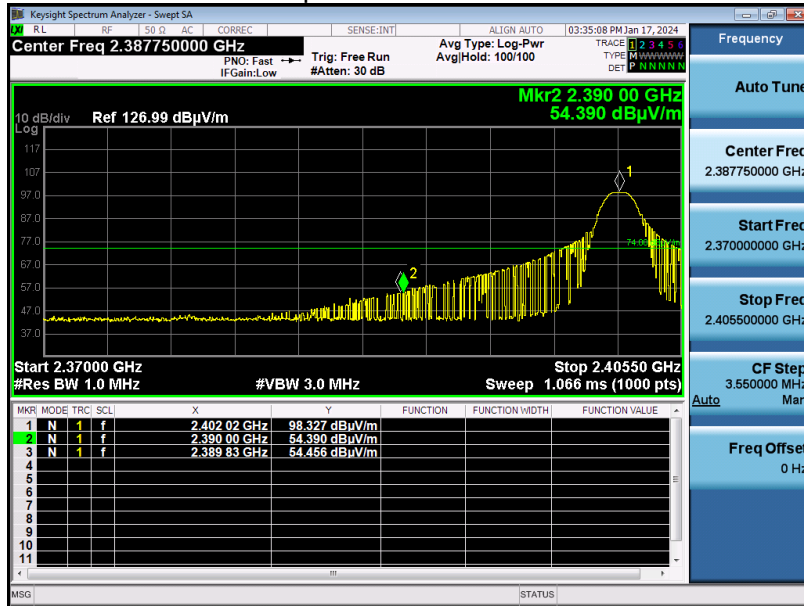 Keysight Spectrum Analyzer - Swept SA
LXI RL RF 50 Ω AC CORREC SENSE:INT ALIGN AUTO 03:35:08 PM Jan 17, 2024
Center Freq 2.387750000 GHz
PNO: Fast
IFGain:Low
Trig: Free Run
#Atten: 30 dB
Avg Type: Log-Pwr
Avg|Hold: 100/100
TRACE 1 2 3 4 5 6
TYPE M
DET P N N N N N
Mkr2 2.390 00 GHz
54.390 dBµV/m
10 dB/div Ref 126.99 dBµV/m
Log
117
107
97.0
87.0
77.0
67.0
57.0
47.0
37.0
1
2
Start 2.37000 GHz Stop 2.40550 GHz
#Res BW 1.0 MHz #VBW 3.0 MHz Sweep 1.066 ms (1000 pts)
MKR MODE TRC SCL X Y FUNCTION FUNCTION WIDTH FUNCTION VALUE
1 N 1 f 2.402 02 GHz 98.327 dBµV/m
2 N 1 f 2.390 00 GHz 54.390 dBµV/m
3 N 1 f 2.389 83 GHz 54.456 dBµV/m
4
5
6
7
8
9
10
11
MSG STATUS
Frequency
Auto Tune
Center Freq
2.387750000 GHz
Start Freq
2.370000000 GHz
Stop Freq
2.405500000 GHz
CF Step
3.550000 MHz
Auto Man
Freq Offset
0 Hz